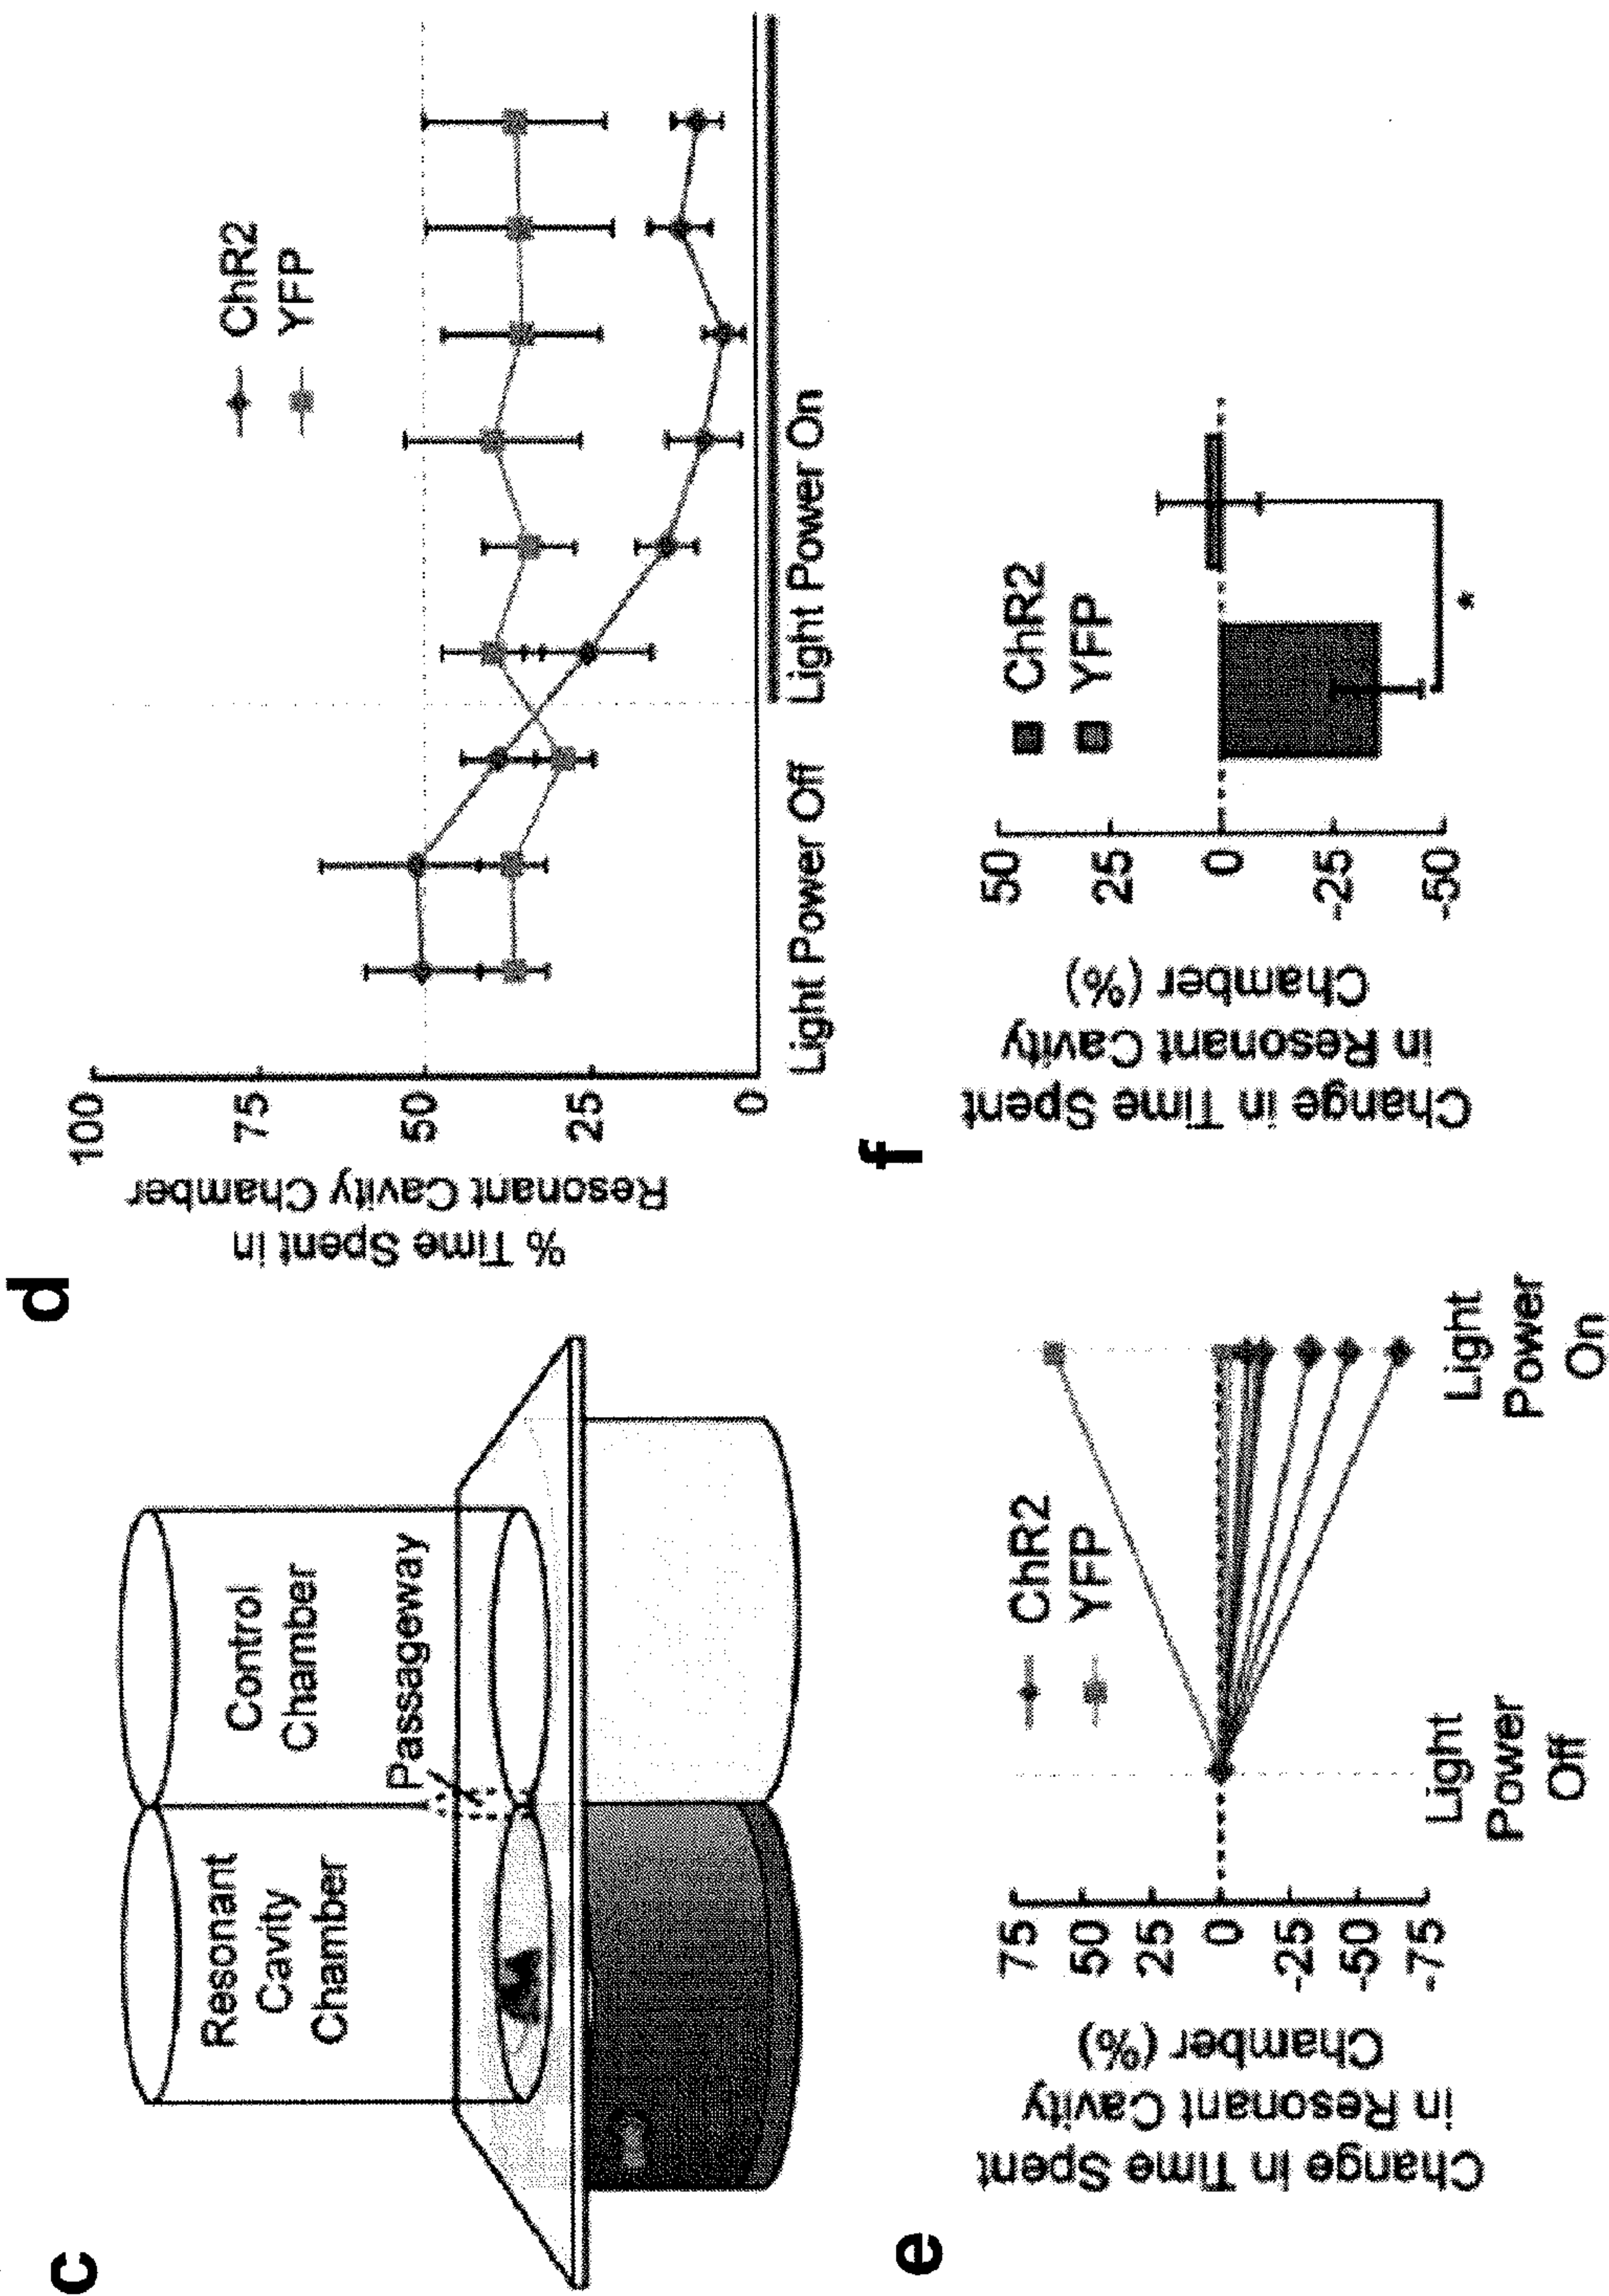 c
Resonant
Cavity
Chamber
Control
Chamber
Passageway
d
% Time Spent in
Resonant Cavity Chamber
100
75
50
25
0
ChR2
YFP
Light Power Off
Light Power On
e
Change in Time Spent
in Resonant Cavity
Chamber (%)
75
50
25
0
-25
-50
-75
ChR2
YFP
Light
Power
Off
Light
Power
On
f
Change in Time Spent
in Resonant Cavity
Chamber (%)
50
25
0
-25
-50
ChR2
YFP
*